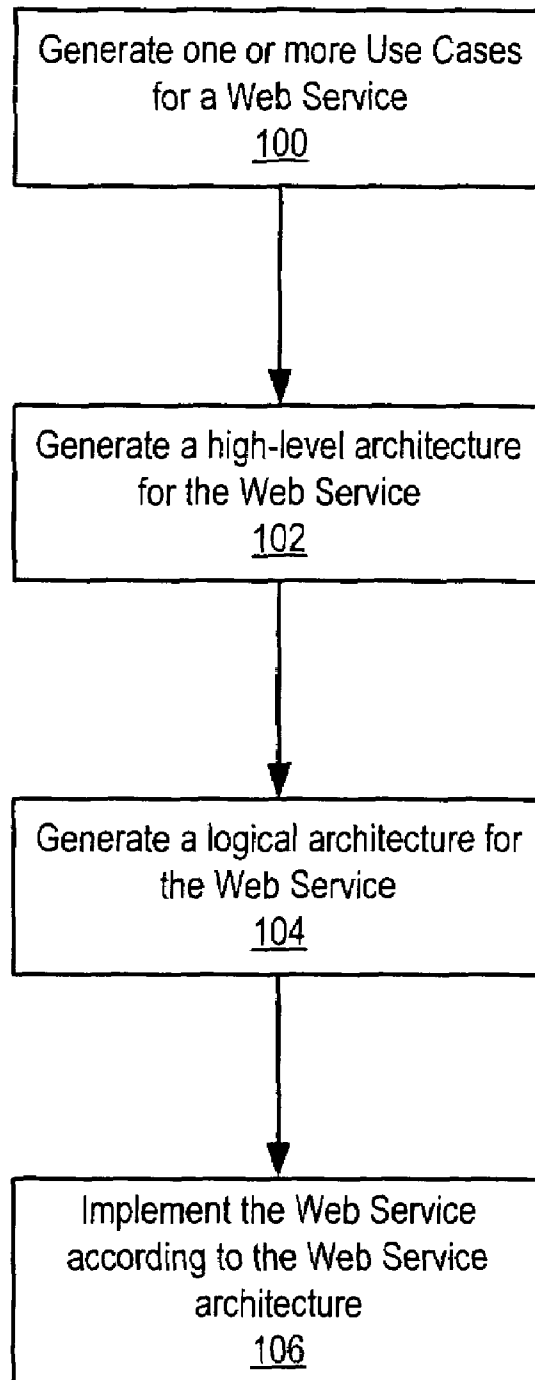 Generate one or more Use Cases
for a Web Service
100
Generate a high-level architecture
for the Web Service
102
Generate a logical architecture for
the Web Service
104
Implement the Web Service
according to the Web Service
architecture
106